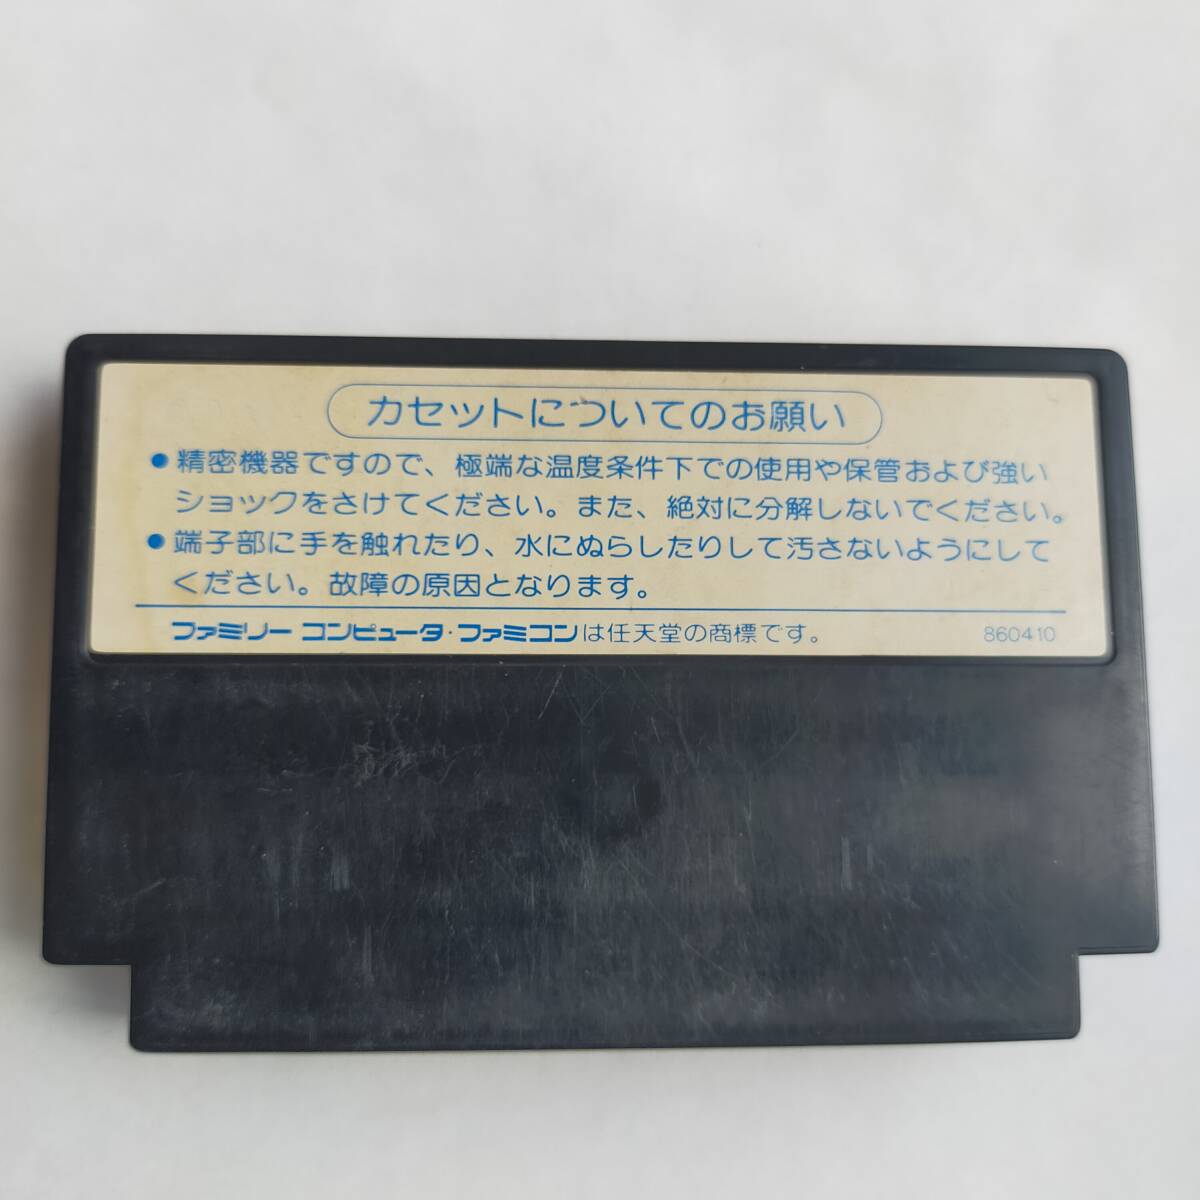 カセットについてのお願い
●精密機器ですので、極端な温度条件下での使用や保管および強い
ショックをさけてください。また、絶対に分解しないでください。
●端子部に手を触れたり、水にぬらしたりして汚さないようにして
ください。故障の原因となります。
ファミリー コンピュータ・ファミコンは任天堂の商標です。 860410